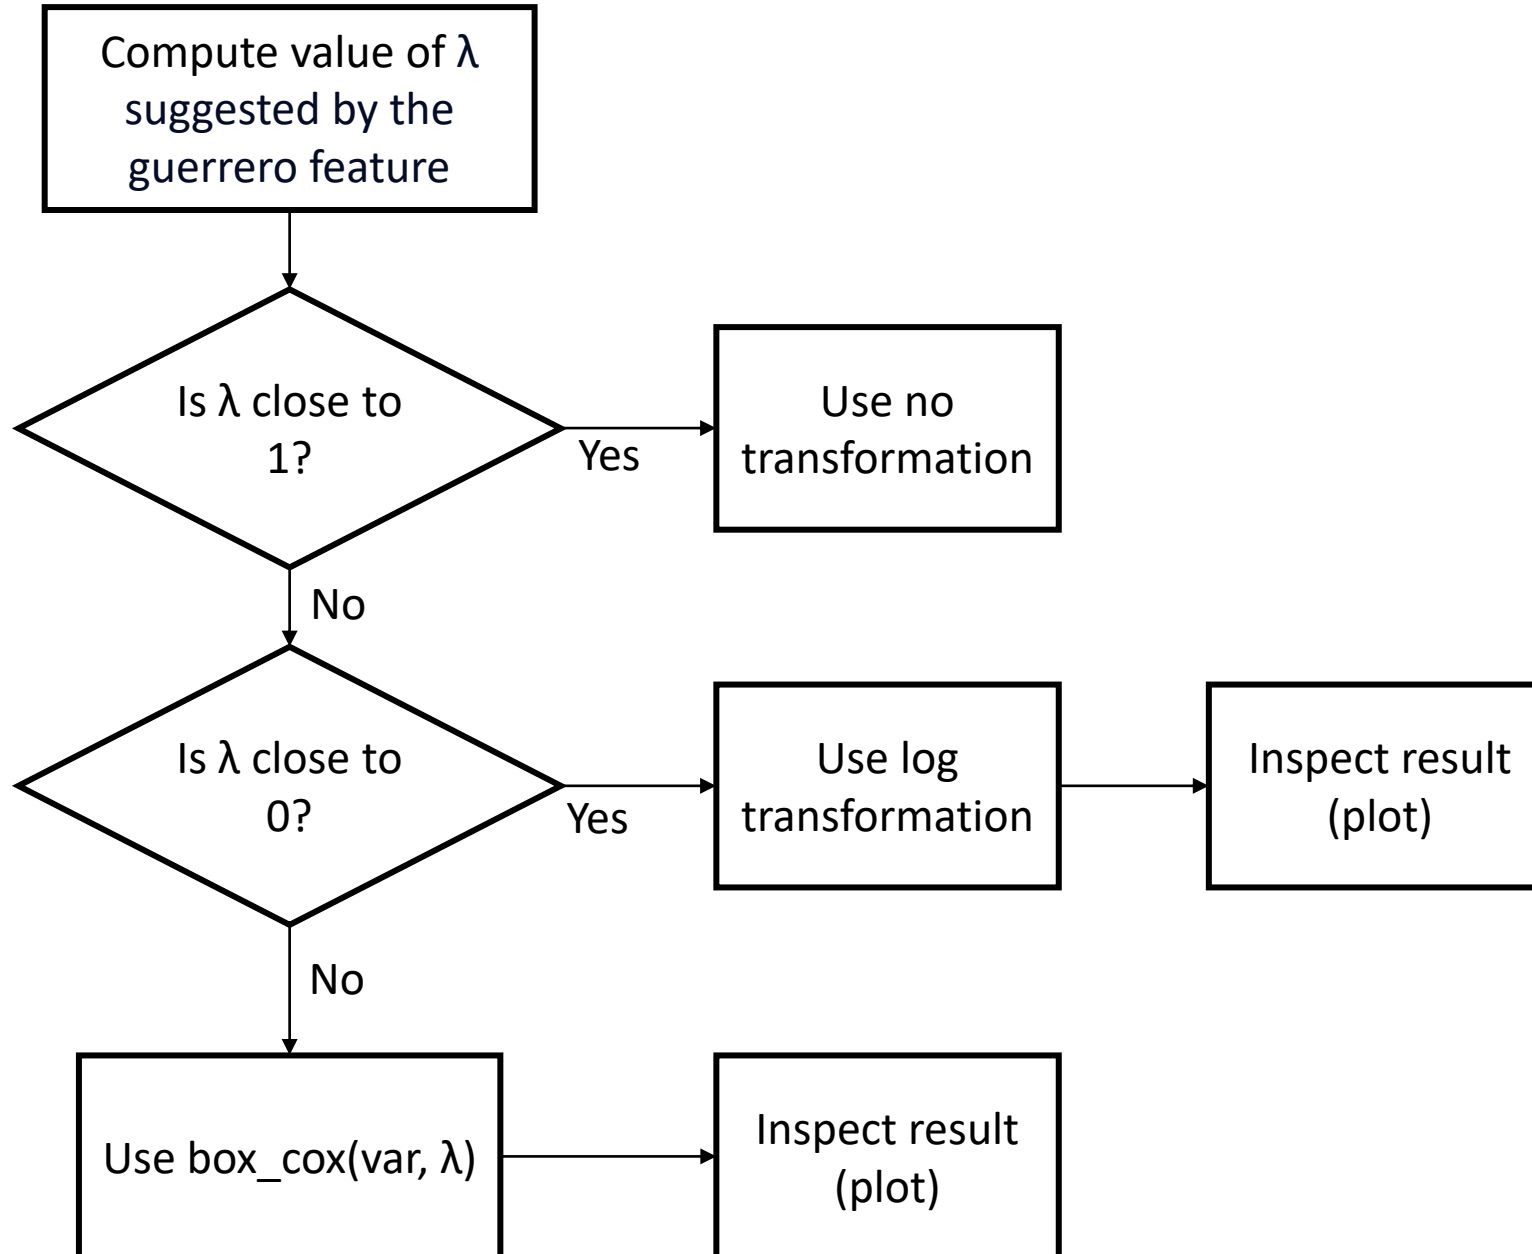 Compute value of λ
suggested by the
guerrero feature
Is λ close to
1?
Yes
Use no
transformation
No
Is λ close to
0?
Yes
Use log
transformation
Inspect result
(plot)
No
Use box_cox(var, λ)
Inspect result
(plot)